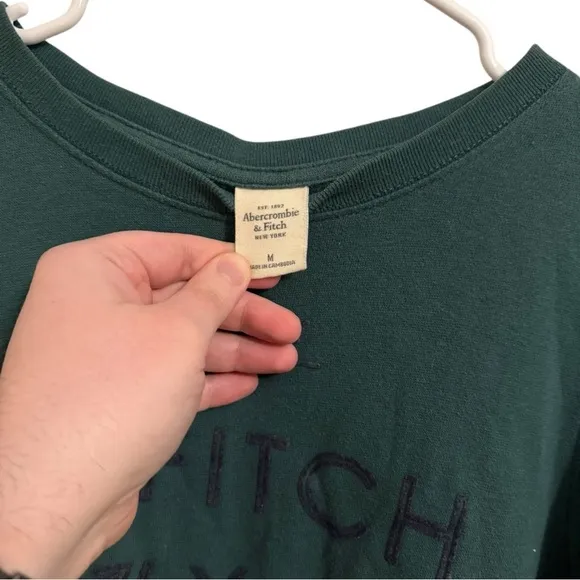 EST. 1892
Abercrombie
& Fitch
NEW YORK
M
MADE IN CAMBODIA
FITCH